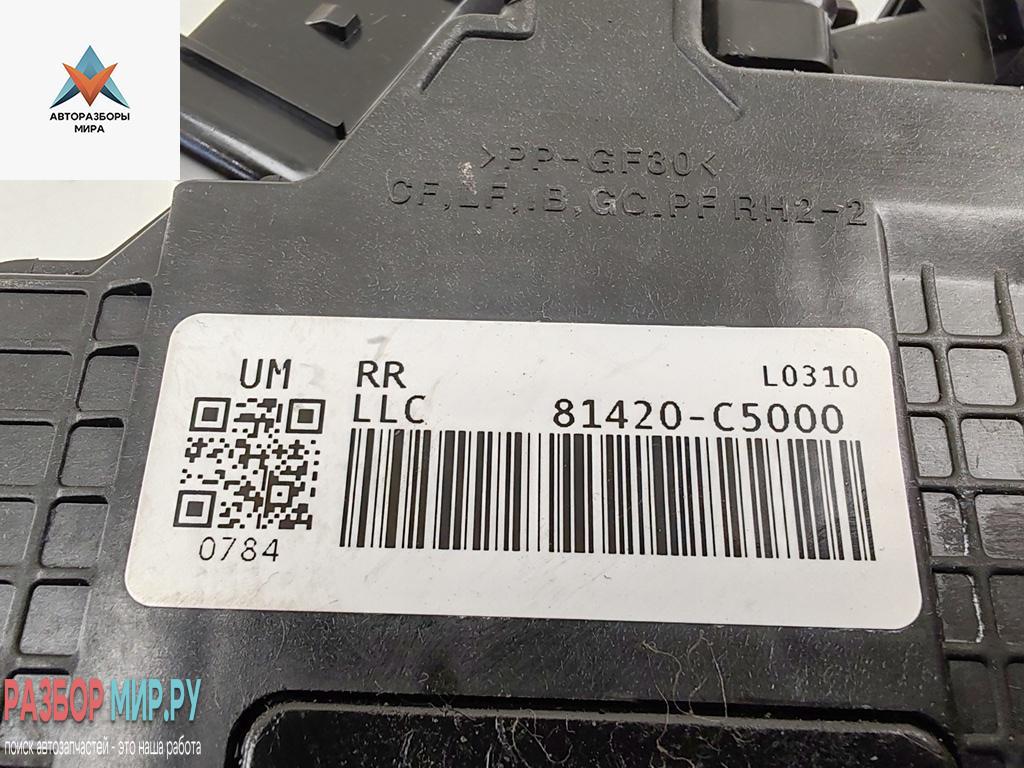 АВТОРАЗБОРЫ
МИРА
>PP-GF30<
CF,LF,IB,GC,PF RH2-2
UM RR L0310
LLC 81420-C5000
0784
РАЗБОР МИР.РУ
поиск автозапчастей - это наша работа